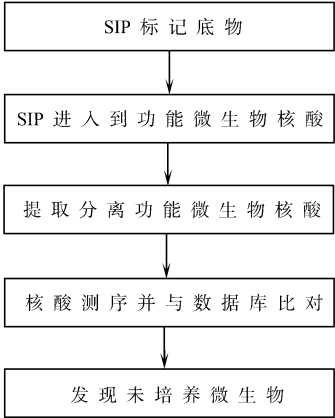 SIP 标记底物
SIP 进入到功能微生物核酸
提取分离功能微生物核酸
核酸测序并与数据库比对
发现未培养微生物